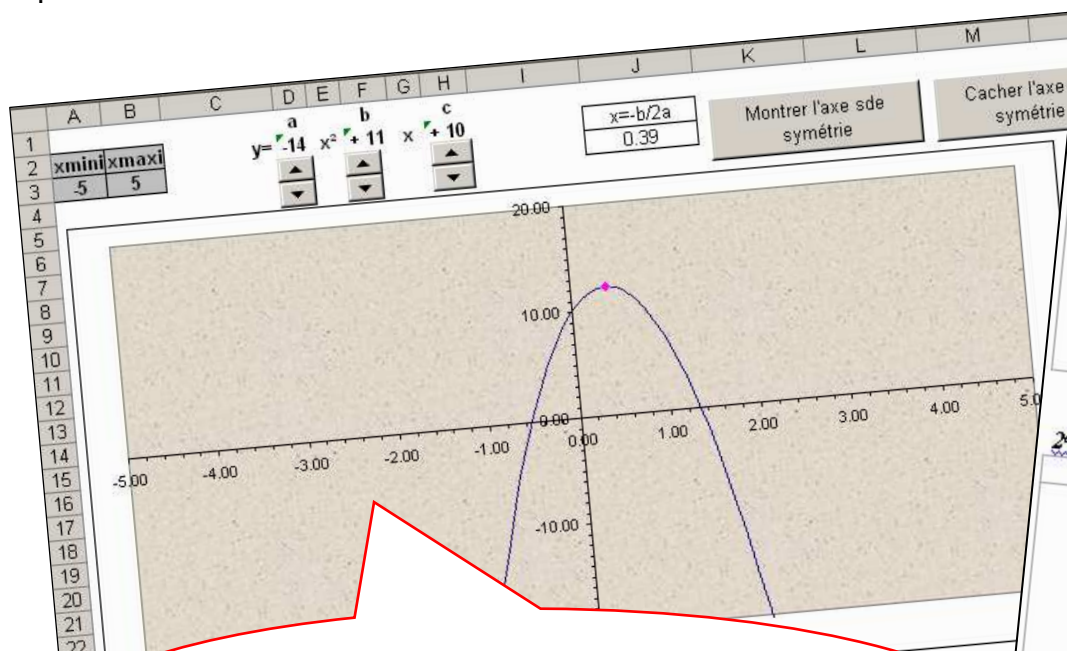 A B C D E F G H I J K L M
a b c
1
y= -14 x² + 11 x + 10
x=-b/2a
0.39
Montrer l'axe sde
symétrie
Cacher l'axe
symétrie
2
xmini xmaxi
3
-5 5
4
5
6
7
8
9
10
11
12
13
14
15
16
17
18
19
20
21
22
20.00
10.00
0.00
-10.00
-5.00 -4.00 -3.00 -2.00 -1.00 0.00 1.00 2.00 3.00 4.00 5.0